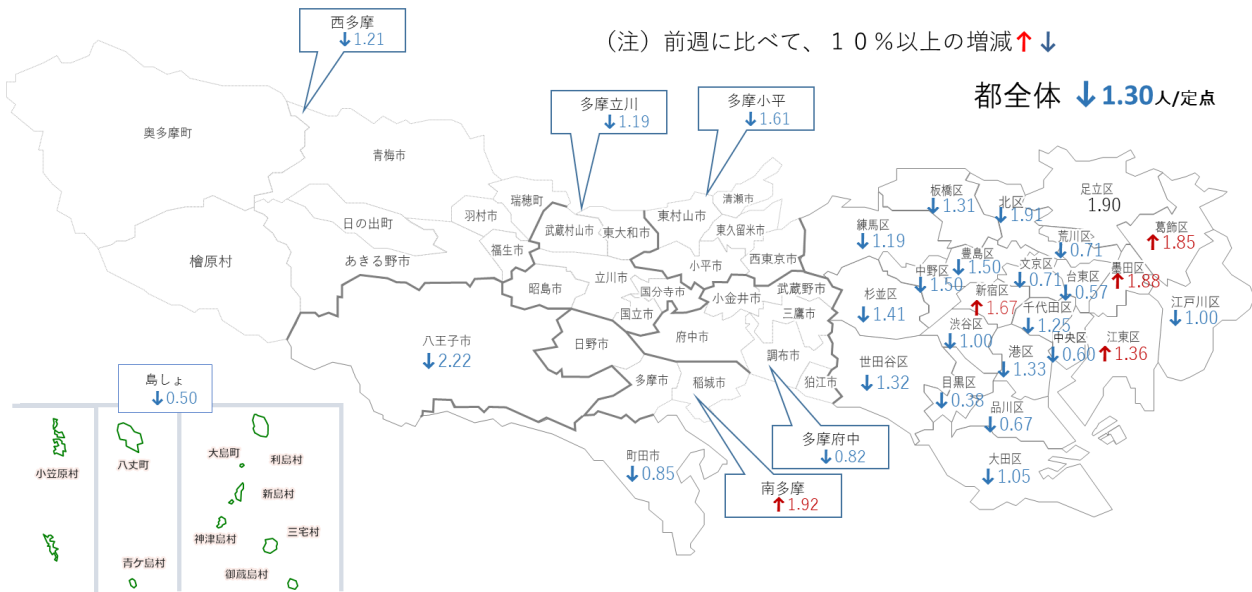 （注）前週に比べて、１０％以上の増減↑↓
都全体 ↓1.30人/定点
西多摩
↓1.21
多摩立川
↓1.19
多摩小平
↓1.61
奥多摩町
青梅市
日の出町
檜原村
あきる野市
羽村市
瑞穂町
福生市
武蔵村山市
東大和市
東村山市
清瀬市
東久留米市
小平市
西東京市
昭島市
立川市
国分寺市
国立市
小金井市
武蔵野市
三鷹市
府中市
調布市
狛江市
八王子市
↓2.22
日野市
多摩市
稲城市
町田市
↓0.85
多摩府中
↓0.82
南多摩
↑1.92
板橋区
↓1.31
北区
↓1.91
足立区
1.90
葛飾区
↑1.85
練馬区
↓1.19
豊島区
↓1.50
荒川区
↓0.71
中野区
↓1.50
文京区
↓0.71
台東区
↓0.57
墨田区
↑1.88
杉並区
↓1.41
新宿区
↑1.67
千代田区
↓1.25
江戸川区
↓1.00
渋谷区
↓1.00
港区
↓1.33
中央区
↓0.60
江東区
↑1.36
世田谷区
↓1.32
目黒区
↓0.38
品川区
↓0.67
大田区
↓1.05
島しょ
↓0.50
小笠原村
八丈町
青ケ島村
大島町
利島村
新島村
神津島村
三宅村
御蔵島村